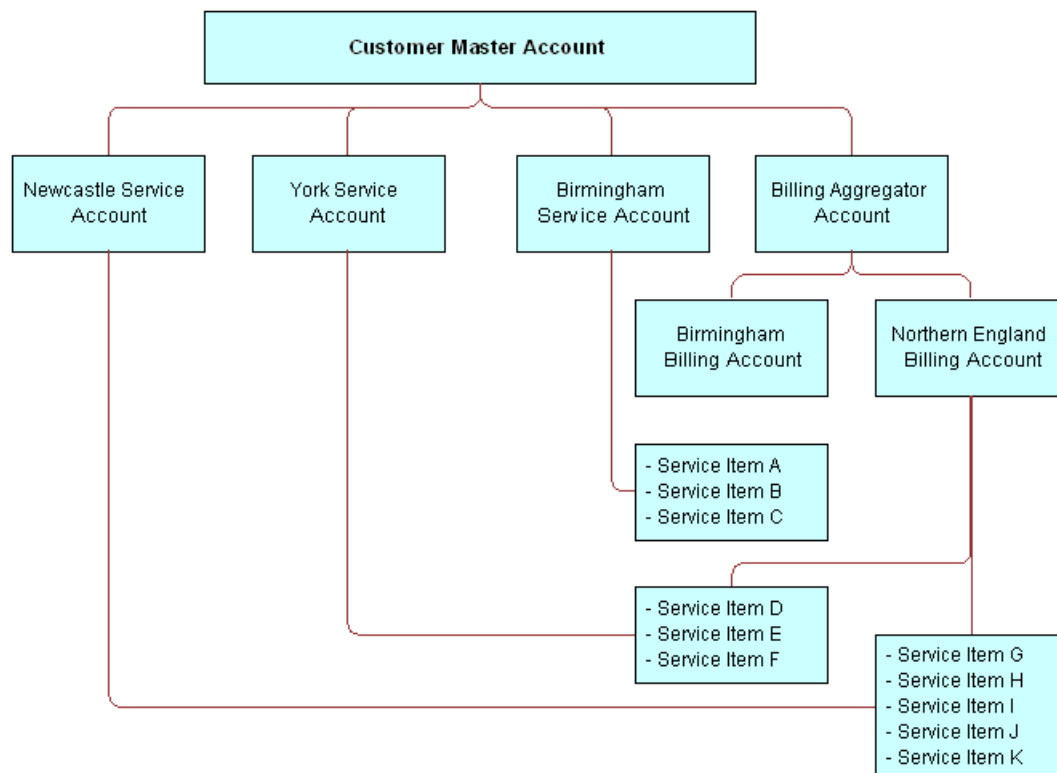 Customer Master Account
Newcastle Service
Account
York Service
Account
Birmingham
Service Account
Billing Aggregator
Account
Birmingham
Billing Account
Northern England
Billing Account
- Service Item A
- Service Item B
- Service Item C
- Service Item D
- Service Item E
- Service Item F
- Service Item G
- Service Item H
- Service Item I
- Service Item J
- Service Item K